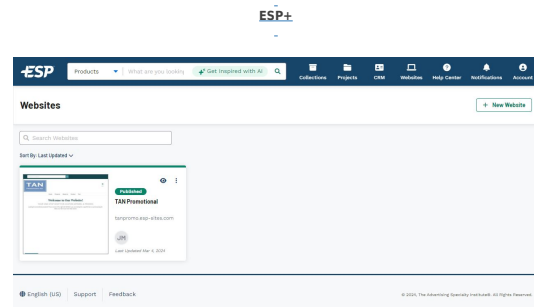 ESP+
ESP Products What are you looking Get inspired with AI Collections Projects CRM Websites Help Center Notifications Account
Websites + New Website
Search Websites
Sort By: Last Updated
TAN
Welcome to Our Website!
Published
TAN Promotional
tanpromo.esp-sites.com
JM
Last Updated Mar 4, 2024
English (US) Support Feedback © 2024, The Advertising Specialty Institute®. All Rights Reserved.